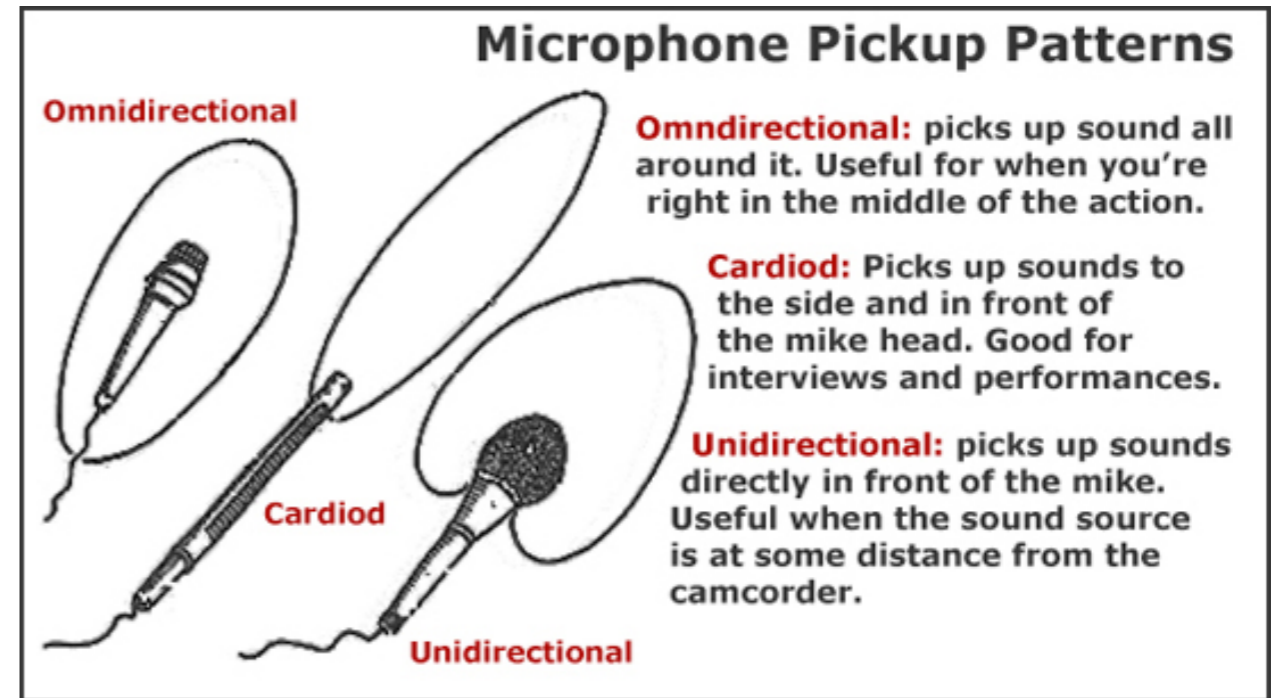 Microphone Pickup Patterns
Omnidirectional
Omndirectional: picks up sound all
around it. Useful for when you’re
right in the middle of the action.
Cardiod: Picks up sounds to
the side and in front of
the mike head. Good for
interviews and performances.
Unidirectional: picks up sounds
directly in front of the mike.
Useful when the sound source
is at some distance from the
camcorder.
Cardiod
Unidirectional